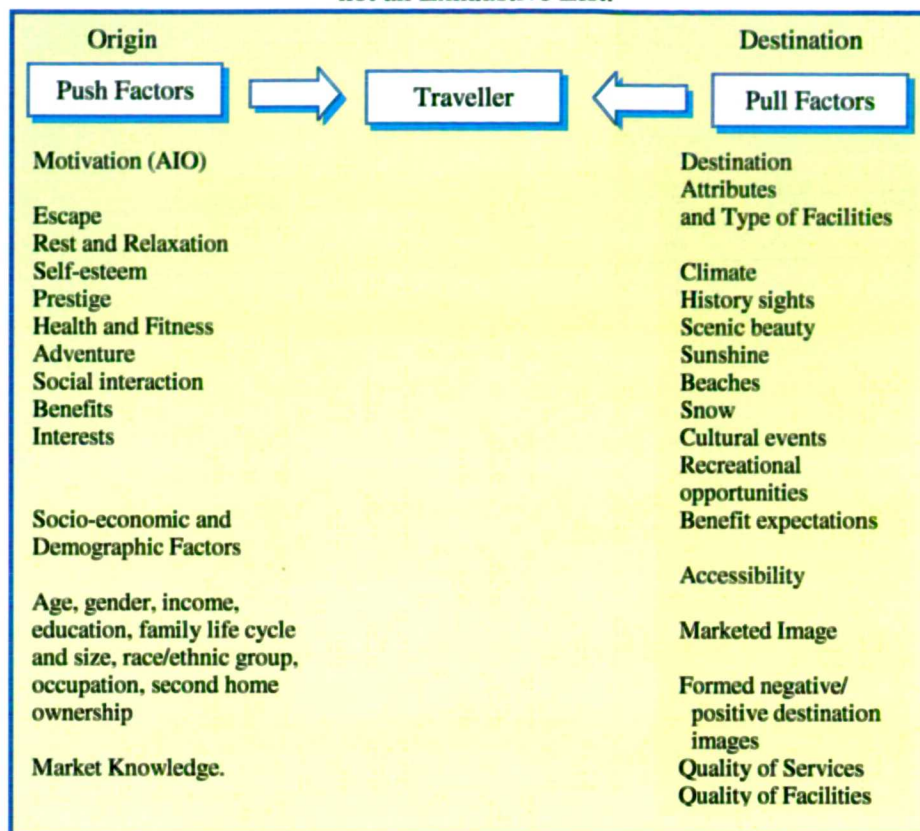 Origin
Push Factors
Motivation (AIO)
Escape
Rest and Relaxation
Self-esteem
Prestige
Health and Fitness
Adventure
Social interaction
Benefits
Interests
Socio-economic and
Demographic Factors
Age, gender, income,
education, family life cycle
and size, race/ethnic group,
occupation, second home
ownership
Market Knowledge.
Traveller
Destination
Pull Factors
Destination
Attributes
and Type of Facilities
Climate
History sights
Scenic beauty
Sunshine
Beaches
Snow
Cultural events
Recreational
opportunities
Benefit expectations
Accessibility
Marketed Image
Formed negative/
positive destination
images
Quality of Services
Quality of Facilities